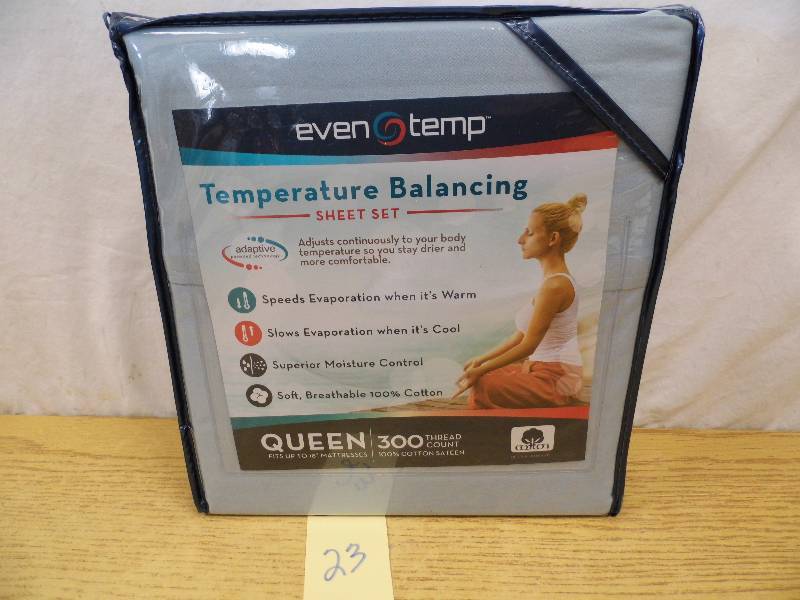 even temp™
Temperature Balancing
SHEET SET
adaptive
Adjusts continuously to your body
temperature so you stay drier and
more comfortable.
Speeds Evaporation when it's Warm
Slows Evaporation when it's Cool
Superior Moisture Control
Soft, Breathable 100% Cotton
QUEEN
FITS UP TO 18" MATTRESSES
300 THREAD
COUNT
100% COTTON SATEEN
COTTON
23